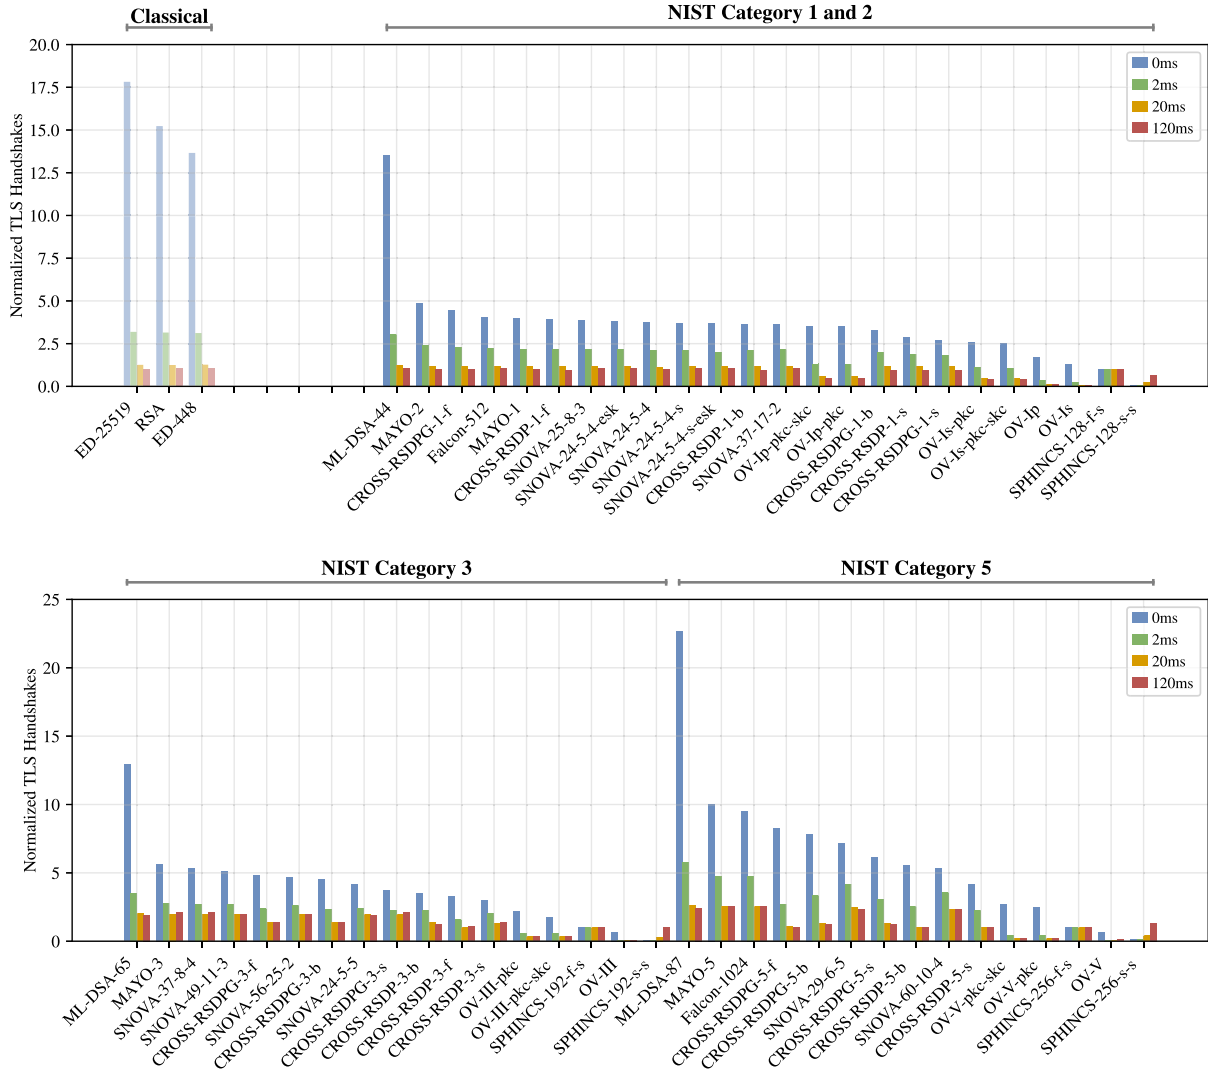 Classical
NIST Category 1 and 2
Normalized TLS Handshakes
20.0
17.5
15.0
12.5
10.0
7.5
5.0
2.5
0.0
0ms
2ms
20ms
120ms
ED-25519
RSA
ED-448
ML-DSA-44
MAYO-2
CROSS-RSDPG-1-f
Falcon-512
MAYO-1
CROSS-RSDP-1-f
SNOVA-25-8-3
SNOVA-24-5-4-esk
SNOVA-24-5-4
SNOVA-24-5-4-s
SNOVA-24-5-4-s-esk
CROSS-RSDP-1-b
SNOVA-37-17-2
OV-Ip-pkc-skc
OV-Ip-pkc
CROSS-RSDPG-1-b
CROSS-RSDP-1-s
CROSS-RSDPG-1-s
OV-Is-pkc
OV-Is-pkc-skc
OV-Ip
OV-Is
SPHINCS-128-f-s
SPHINCS-128-s-s
NIST Category 3
NIST Category 5
Normalized TLS Handshakes
25
20
15
10
5
0
0ms
2ms
20ms
120ms
ML-DSA-65
MAYO-3
SNOVA-37-8-4
SNOVA-49-11-3
CROSS-RSDPG-3-f
SNOVA-56-25-2
CROSS-RSDPG-3-b
SNOVA-24-5-5
CROSS-RSDPG-3-s
CROSS-RSDP-3-b
CROSS-RSDP-3-f
CROSS-RSDP-3-s
OV-III-pkc
OV-III-pkc-skc
SPHINCS-192-f-s
OV-III
SPHINCS-192-s-s
ML-DSA-87
MAYO-5
Falcon-1024
CROSS-RSDPG-5-f
CROSS-RSDPG-5-b
SNOVA-29-6-5
CROSS-RSDPG-5-s
CROSS-RSDP-5-b
SNOVA-60-10-4
CROSS-RSDP-5-s
OV-V-pkc-skc
OV-V-pkc
SPHINCS-256-f-s
OV-V
SPHINCS-256-s-s